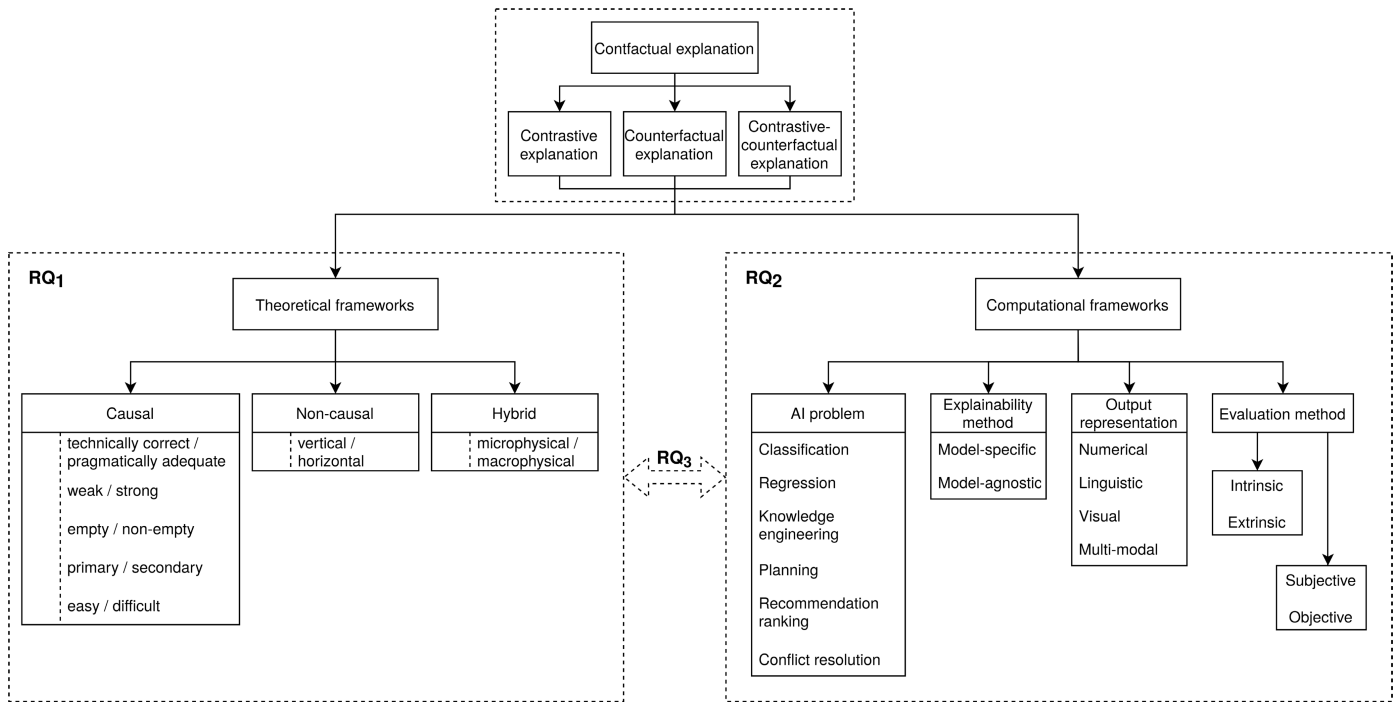 Contfactual explanation
Contrastive
explanation
Counterfactual
explanation
Contrastive-
counterfactual
explanation
RQ1
Theoretical frameworks
Causal
technically correct /
pragmatically adequate
weak / strong
empty / non-empty
primary / secondary
easy / difficult
Non-causal
vertical /
horizontal
Hybrid
microphysical /
macrophysical
RQ3
RQ2
Computational frameworks
AI problem
Classification
Regression
Knowledge
engineering
Planning
Recommendation
ranking
Conflict resolution
Explainability
method
Model-specific
Model-agnostic
Output
representation
Numerical
Linguistic
Visual
Multi-modal
Evaluation method
Intrinsic
Extrinsic
Subjective
Objective